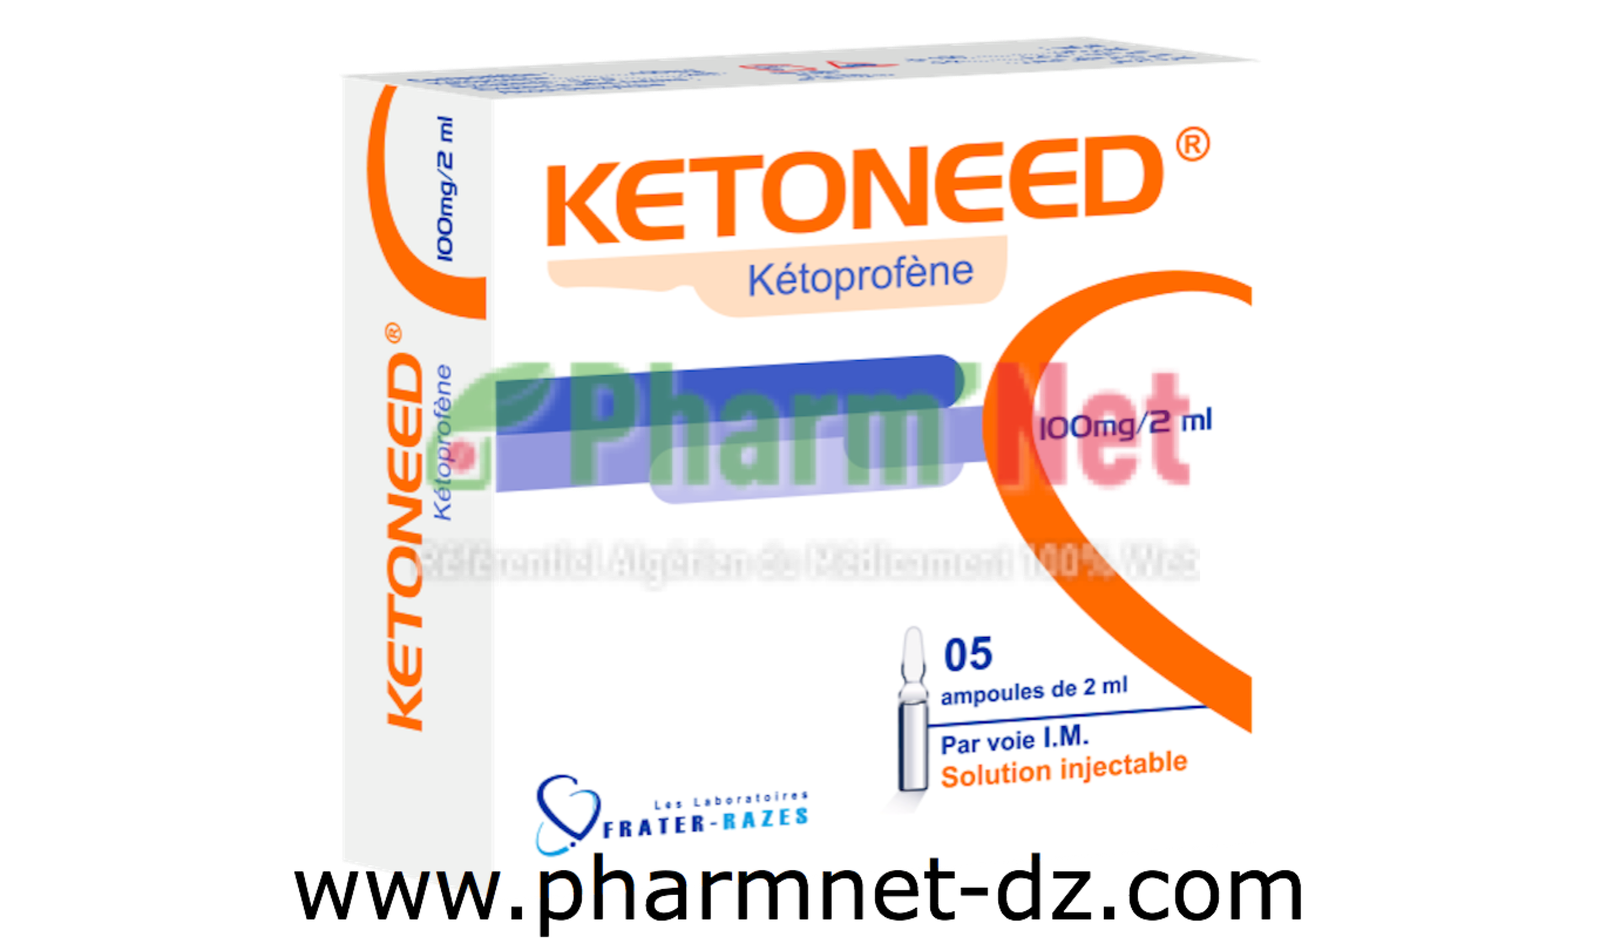 KETONEED®
Kétoprofène
100mg/2 ml
KETONEED®
Kétoprofène
100mg/2 ml
Pharm'Net
Référentiel Algérien du Médicament 100% Web
05
ampoules de 2 ml
Par voie I.M.
Solution injectable
Les Laboratoires
FRATER-RAZES
www.pharmnet-dz.com